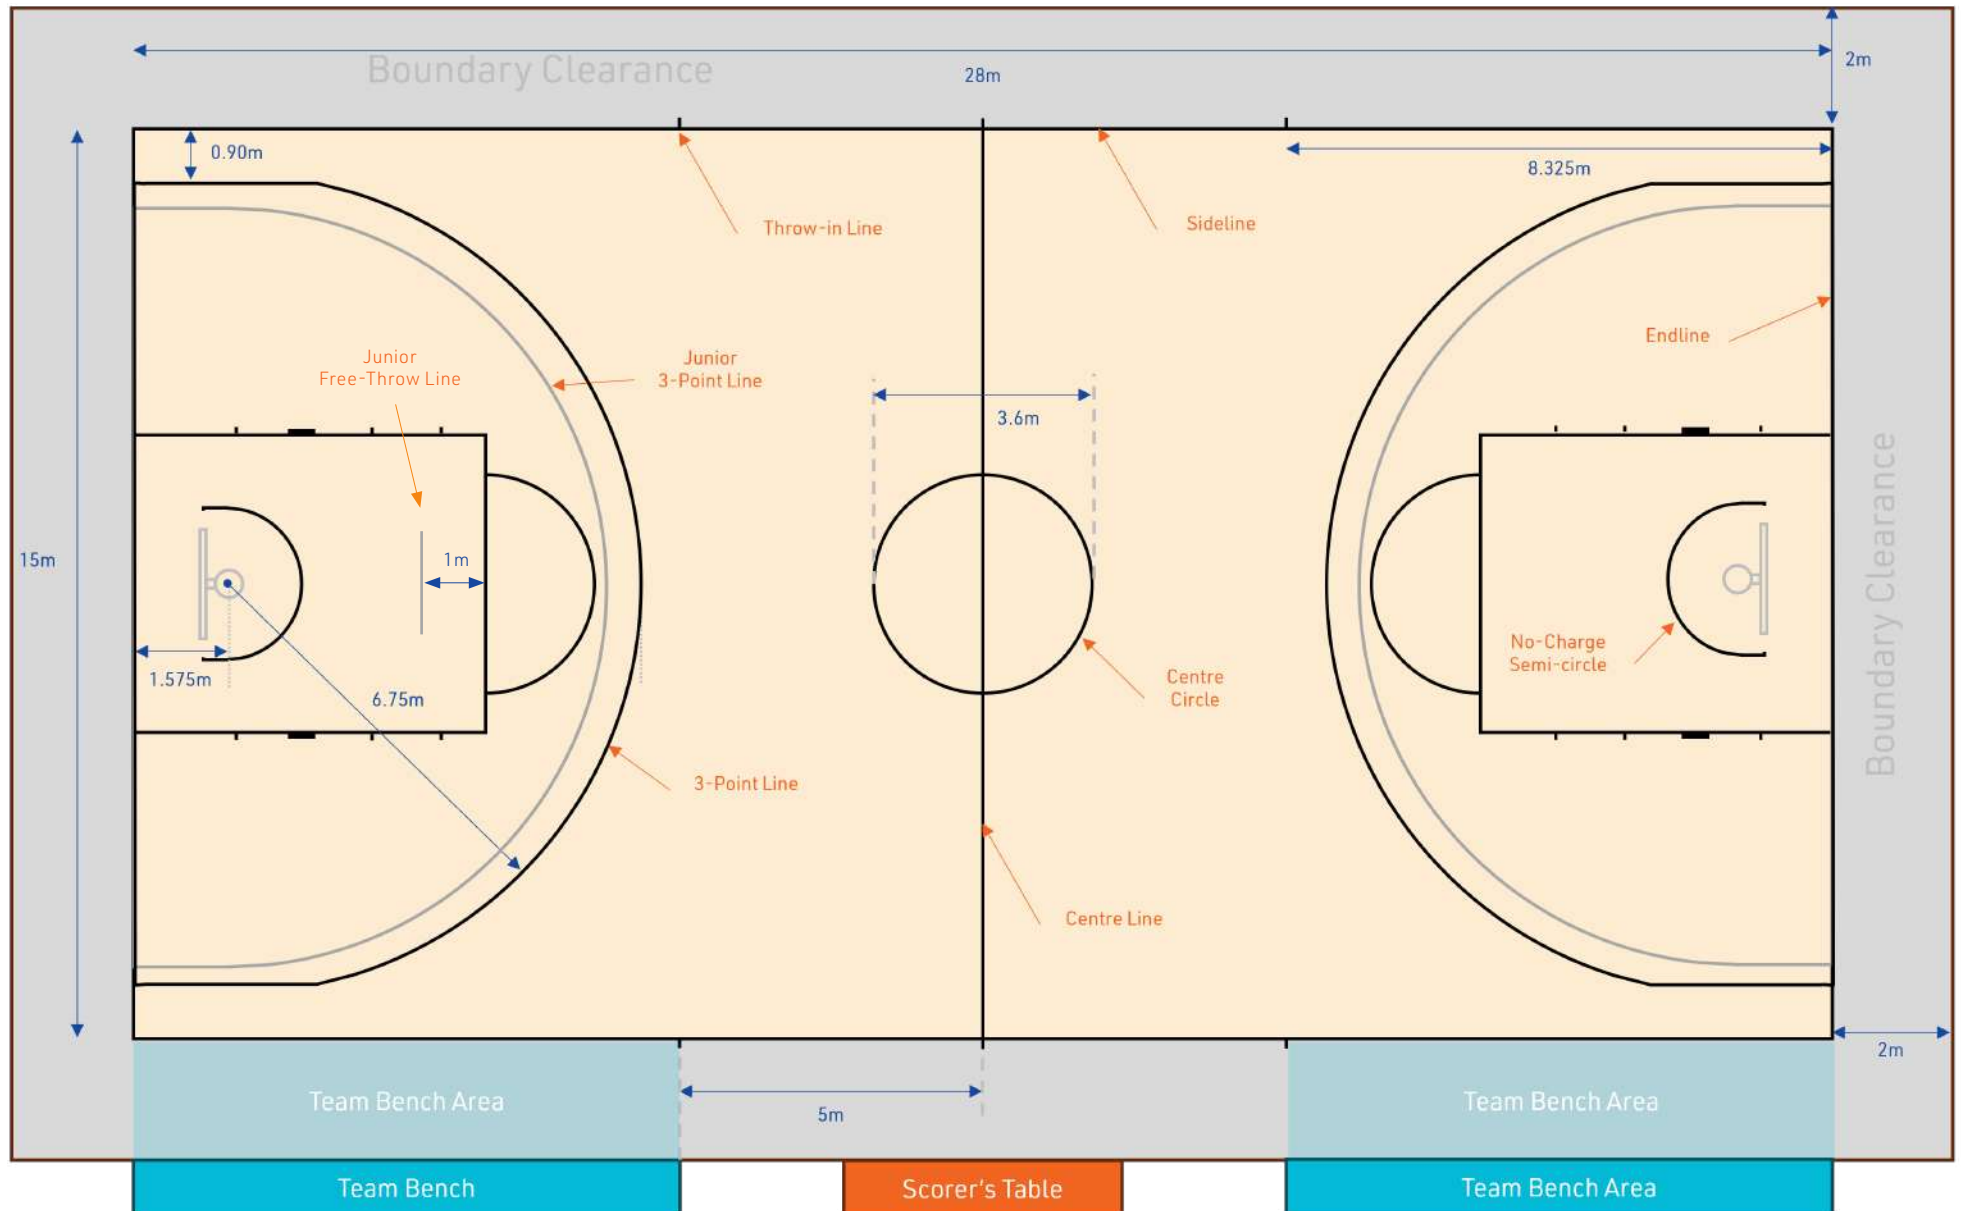 Boundary Clearance
28m
2m
0.90m
8.325m
Throw-in Line
Sideline
Endline
Junior
Free-Throw Line
Junior
3-Point Line
3.6m
15m
1m
Boundary Clearance
1.575m
6.75m
No-Charge
Semi-circle
Centre
Circle
3-Point Line
Centre Line
2m
Team Bench Area
5m
Team Bench Area
Team Bench
Scorer's Table
Team Bench Area